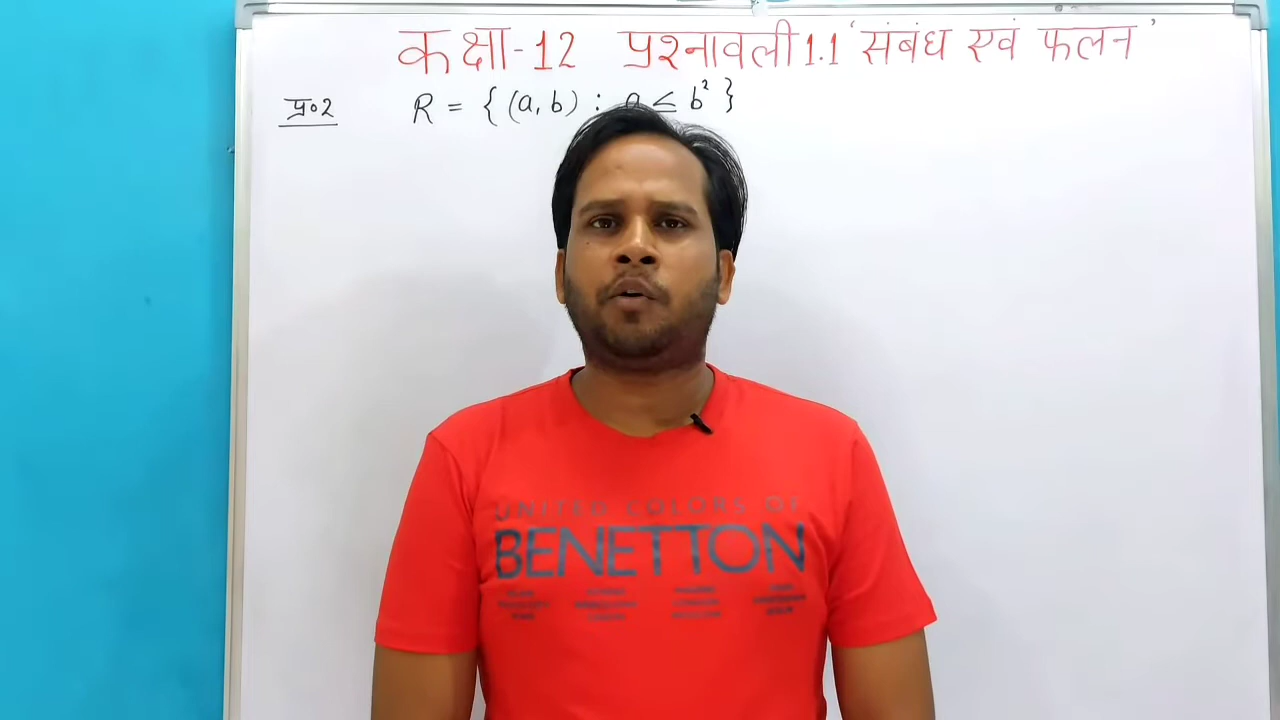 कक्षा-12 प्रश्नावली 1.1 'संबंध एवं फलन'
प्र०2 R = { (a, b) : a ≤ b² }
UNITED COLORS OF
BENETTON